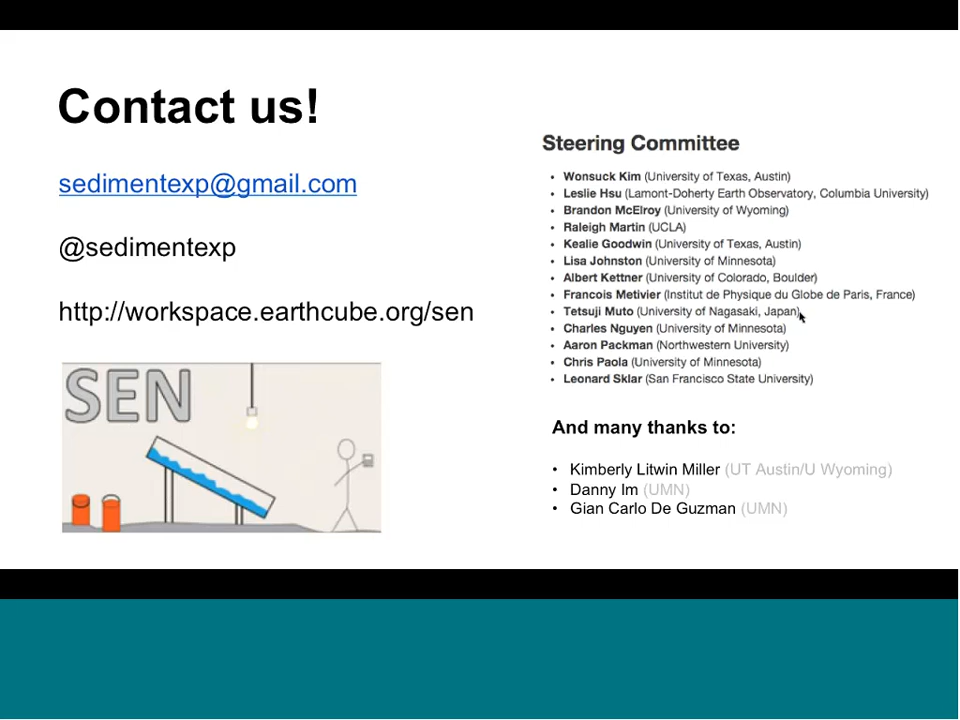 Contact us!
sedimentexp@gmail.com
@sedimentexp
http://workspace.earthcube.org/sen
SEN
Steering Committee
• Wonsuck Kim (University of Texas, Austin)
• Leslie Hsu (Lamont-Doherty Earth Observatory, Columbia University)
• Brandon McElroy (University of Wyoming)
• Raleigh Martin (UCLA)
• Kealie Goodwin (University of Texas, Austin)
• Lisa Johnston (University of Minnesota)
• Albert Kettner (University of Colorado, Boulder)
• Francois Metivier (Institut de Physique du Globe de Paris, France)
• Tetsuji Muto (University of Nagasaki, Japan)
• Charles Nguyen (University of Minnesota)
• Aaron Packman (Northwestern University)
• Chris Paola (University of Minnesota)
• Leonard Sklar (San Francisco State University)
And many thanks to:
• Kimberly Litwin Miller (UT Austin/U Wyoming)
• Danny Im (UMN)
• Gian Carlo De Guzman (UMN)